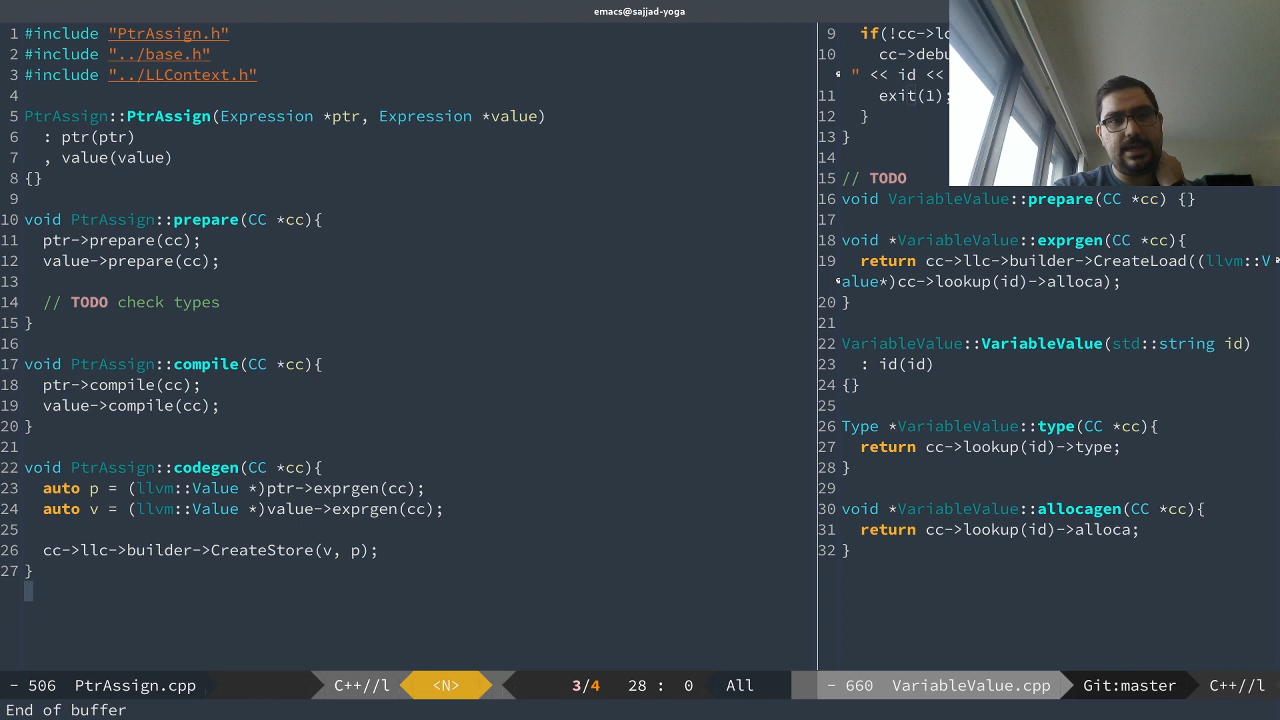 emacs@sajjad-yoga
1 #include "PtrAssign.h"
2 #include "../base.h"
3 #include "../LLContext.h"
4
5 PtrAssign::PtrAssign(Expression *ptr, Expression *value)
6   : ptr(ptr)
7   , value(value)
8 {}
9
10 void PtrAssign::prepare(CC *cc){
11   ptr->prepare(cc);
12   value->prepare(cc);
13
14   // TODO check types
15 }
16
17 void PtrAssign::compile(CC *cc){
18   ptr->compile(cc);
19   value->compile(cc);
20 }
21
22 void PtrAssign::codegen(CC *cc){
23   auto p = (llvm::Value *)ptr->exprgen(cc);
24   auto v = (llvm::Value *)value->exprgen(cc);
25
26   cc->llc->builder->CreateStore(v, p);
27 }
- 506 PtrAssign.cpp C++//l <N> 3/4 28 : 0 All
9   if(!cc->lo
10     cc->debu
" << id <<
11     exit(1);
12   }
13 }
14
15 // TODO
16 void VariableValue::prepare(CC *cc) {}
17
18 void *VariableValue::exprgen(CC *cc){
19   return cc->llc->builder->CreateLoad((llvm::V
alue*)cc->lookup(id)->alloca);
20 }
21
22 VariableValue::VariableValue(std::string id)
23   : id(id)
24 {}
25
26 Type *VariableValue::type(CC *cc){
27   return cc->lookup(id)->type;
28 }
29
30 void *VariableValue::allocagen(CC *cc){
31   return cc->lookup(id)->alloca;
32 }
- 660 VariableValue.cpp Git:master C++//l
End of buffer